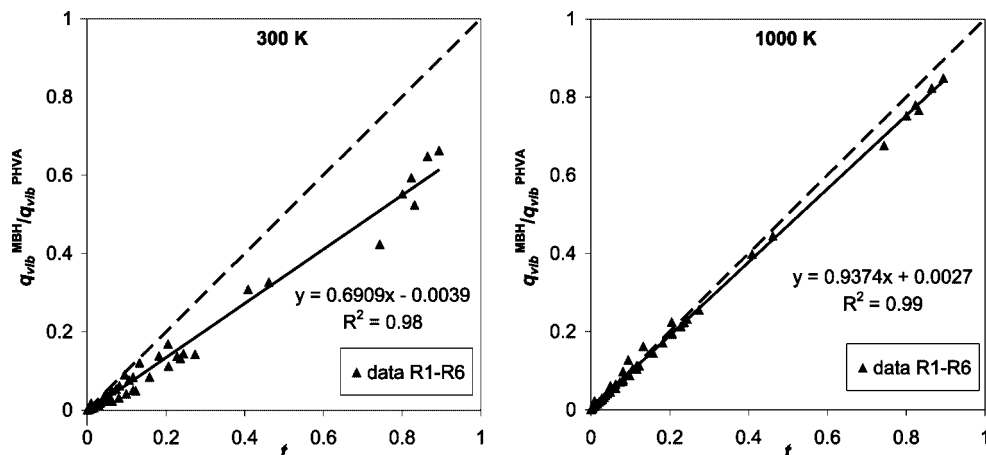 300 K
q_vib^MBH/q_vib^PHVA
1
0.8
0.6
0.4
0.2
0
y = 0.6909x - 0.0039
R² = 0.98
▲ data R1-R6
0 0.2 0.4 0.6 0.8 1
t
1000 K
q_vib^MBH/q_vib^PHVA
1
0.8
0.6
0.4
0.2
0
y = 0.9374x + 0.0027
R² = 0.99
▲ data R1-R6
0 0.2 0.4 0.6 0.8 1
t